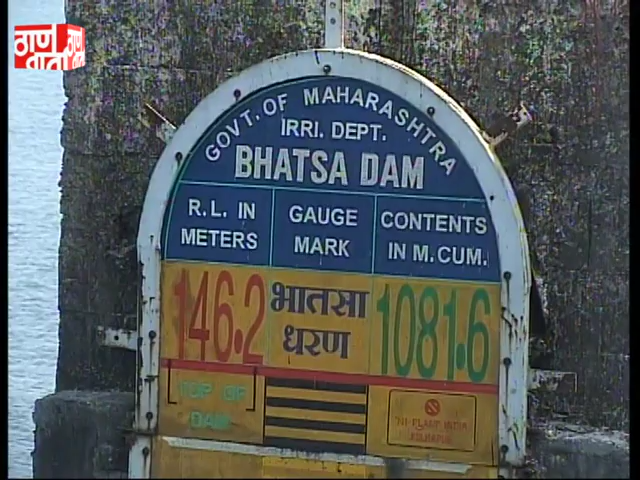 ठाणे
वार्ता
GOVT. OF MAHARASHTRA
IRRI. DEPT.
BHATSA DAM
R.L. IN METERS
GAUGE MARK
CONTENTS IN M.CUM.
146.2
भातसा
धरण
1081.6
TOP OF
DAM
KOLHAPUR